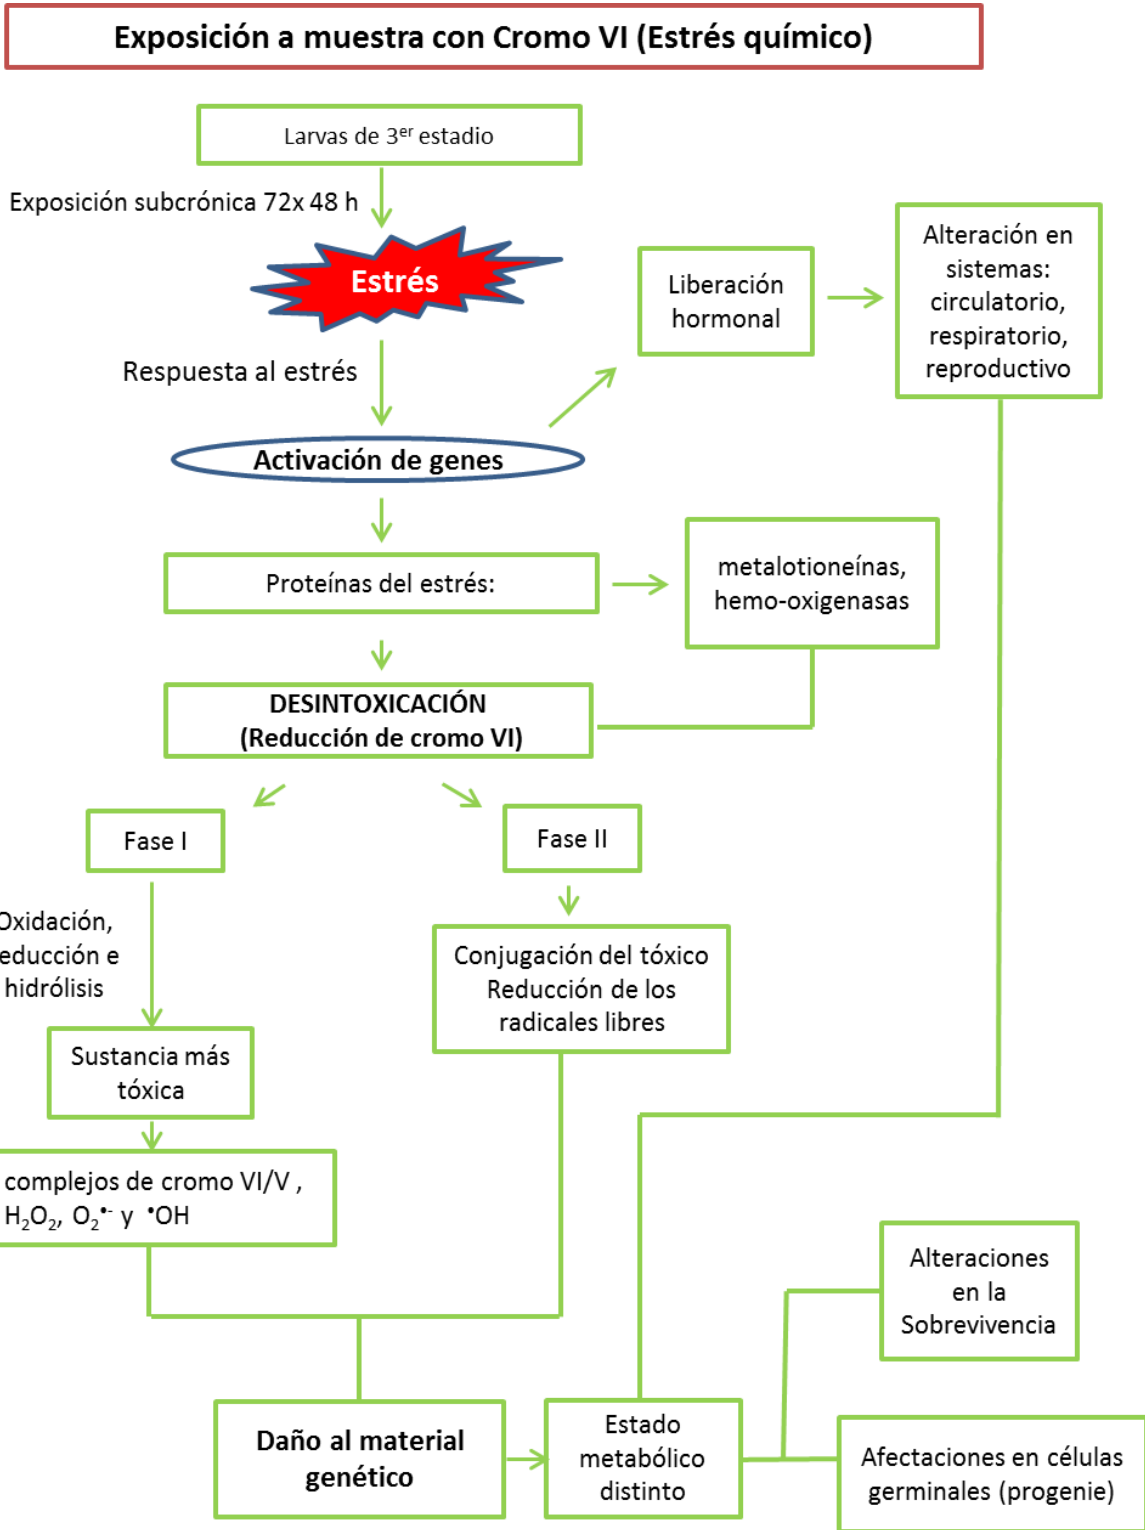 Exposición a muestra con Cromo VI (Estrés químico)
Larvas de 3er estadio
Exposición subcrónica 72x 48 h
Estrés
Respuesta al estrés
Liberación
hormonal
Alteración en
sistemas:
circulatorio,
respiratorio,
reproductivo
Activación de genes
Proteínas del estrés:
metalotioneínas,
hemo-oxigenasas
DESINTOXICACIÓN
(Reducción de cromo VI)
Fase I
Fase II
Oxidación,
educción e
hidrólisis
Conjugación del tóxico
Reducción de los
radicales libres
Sustancia más
tóxica
complejos de cromo VI/V ,
H₂O₂, O₂•- y •OH
Alteraciones
en la
Sobrevivencia
Daño al material
genético
Estado
metabólico
distinto
Afectaciones en células
germinales (progenie)